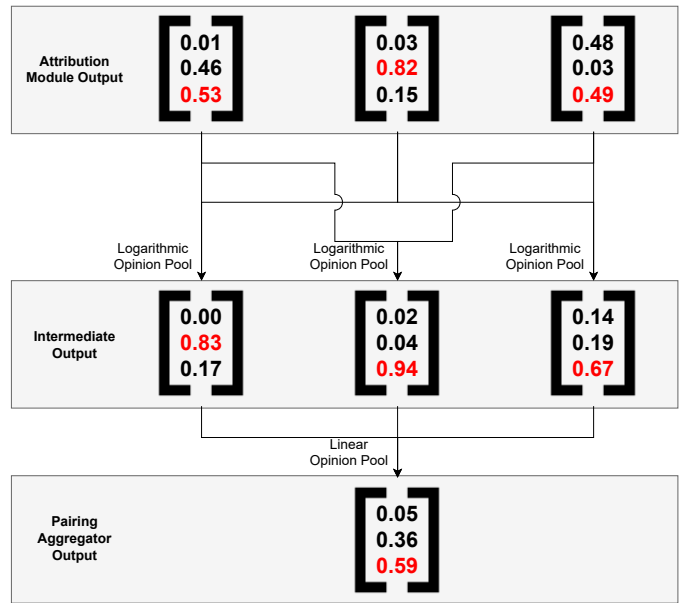 Attribution
Module Output
0.01
0.46
0.53
0.03
0.82
0.15
0.48
0.03
0.49
Logarithmic
Opinion Pool
Logarithmic
Opinion Pool
Logarithmic
Opinion Pool
Intermediate
Output
0.00
0.83
0.17
0.02
0.04
0.94
0.14
0.19
0.67
Linear
Opinion Pool
Pairing
Aggregator
Output
0.05
0.36
0.59